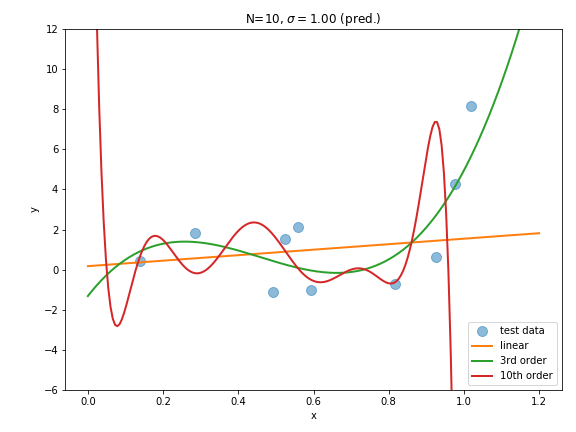 N=10, σ = 1.00 (pred.)
12
10
8
6
4
2
0
−2
−4
−6
y
0.0 0.2 0.4 0.6 0.8 1.0 1.2
x
test data
linear
3rd order
10th order